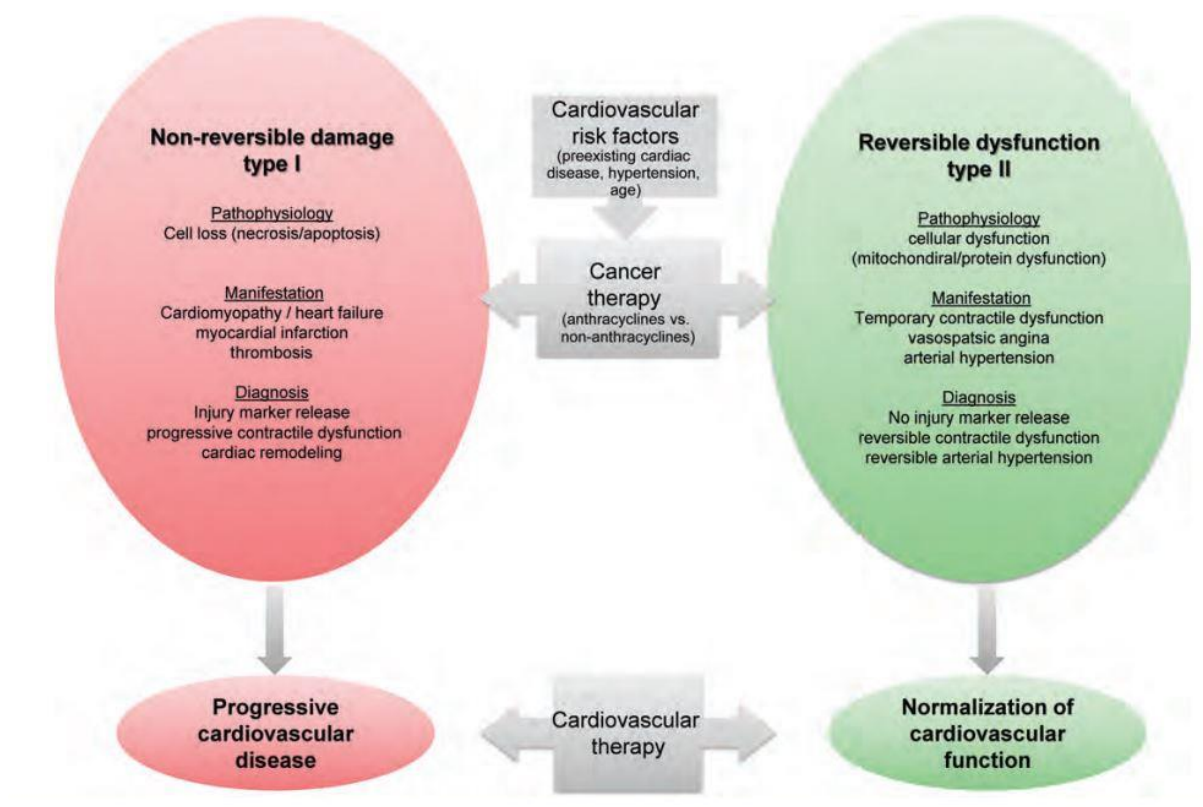 Non-reversible damage
type I
Pathophysiology
Cell loss (necrosis/apoptosis)
Manifestation
Cardiomyopathy / heart failure
myocardial infarction
thrombosis
Diagnosis
Injury marker release
progressive contractile dysfunction
cardiac remodeling
Cardiovascular
risk factors
(preexisting cardiac
disease, hypertension,
age)
Cancer
therapy
(anthracyclines vs.
non-anthracyclines)
Reversible dysfunction
type II
Pathophysiology
cellular dysfunction
(mitochondiral/protein dysfunction)
Manifestation
Temporary contractile dysfunction
vasospatsic angina
arterial hypertension
Diagnosis
No injury marker release
reversible contractile dysfunction
reversible arterial hypertension
Progressive
cardiovascular
disease
Cardiovascular
therapy
Normalization of
cardiovascular
function